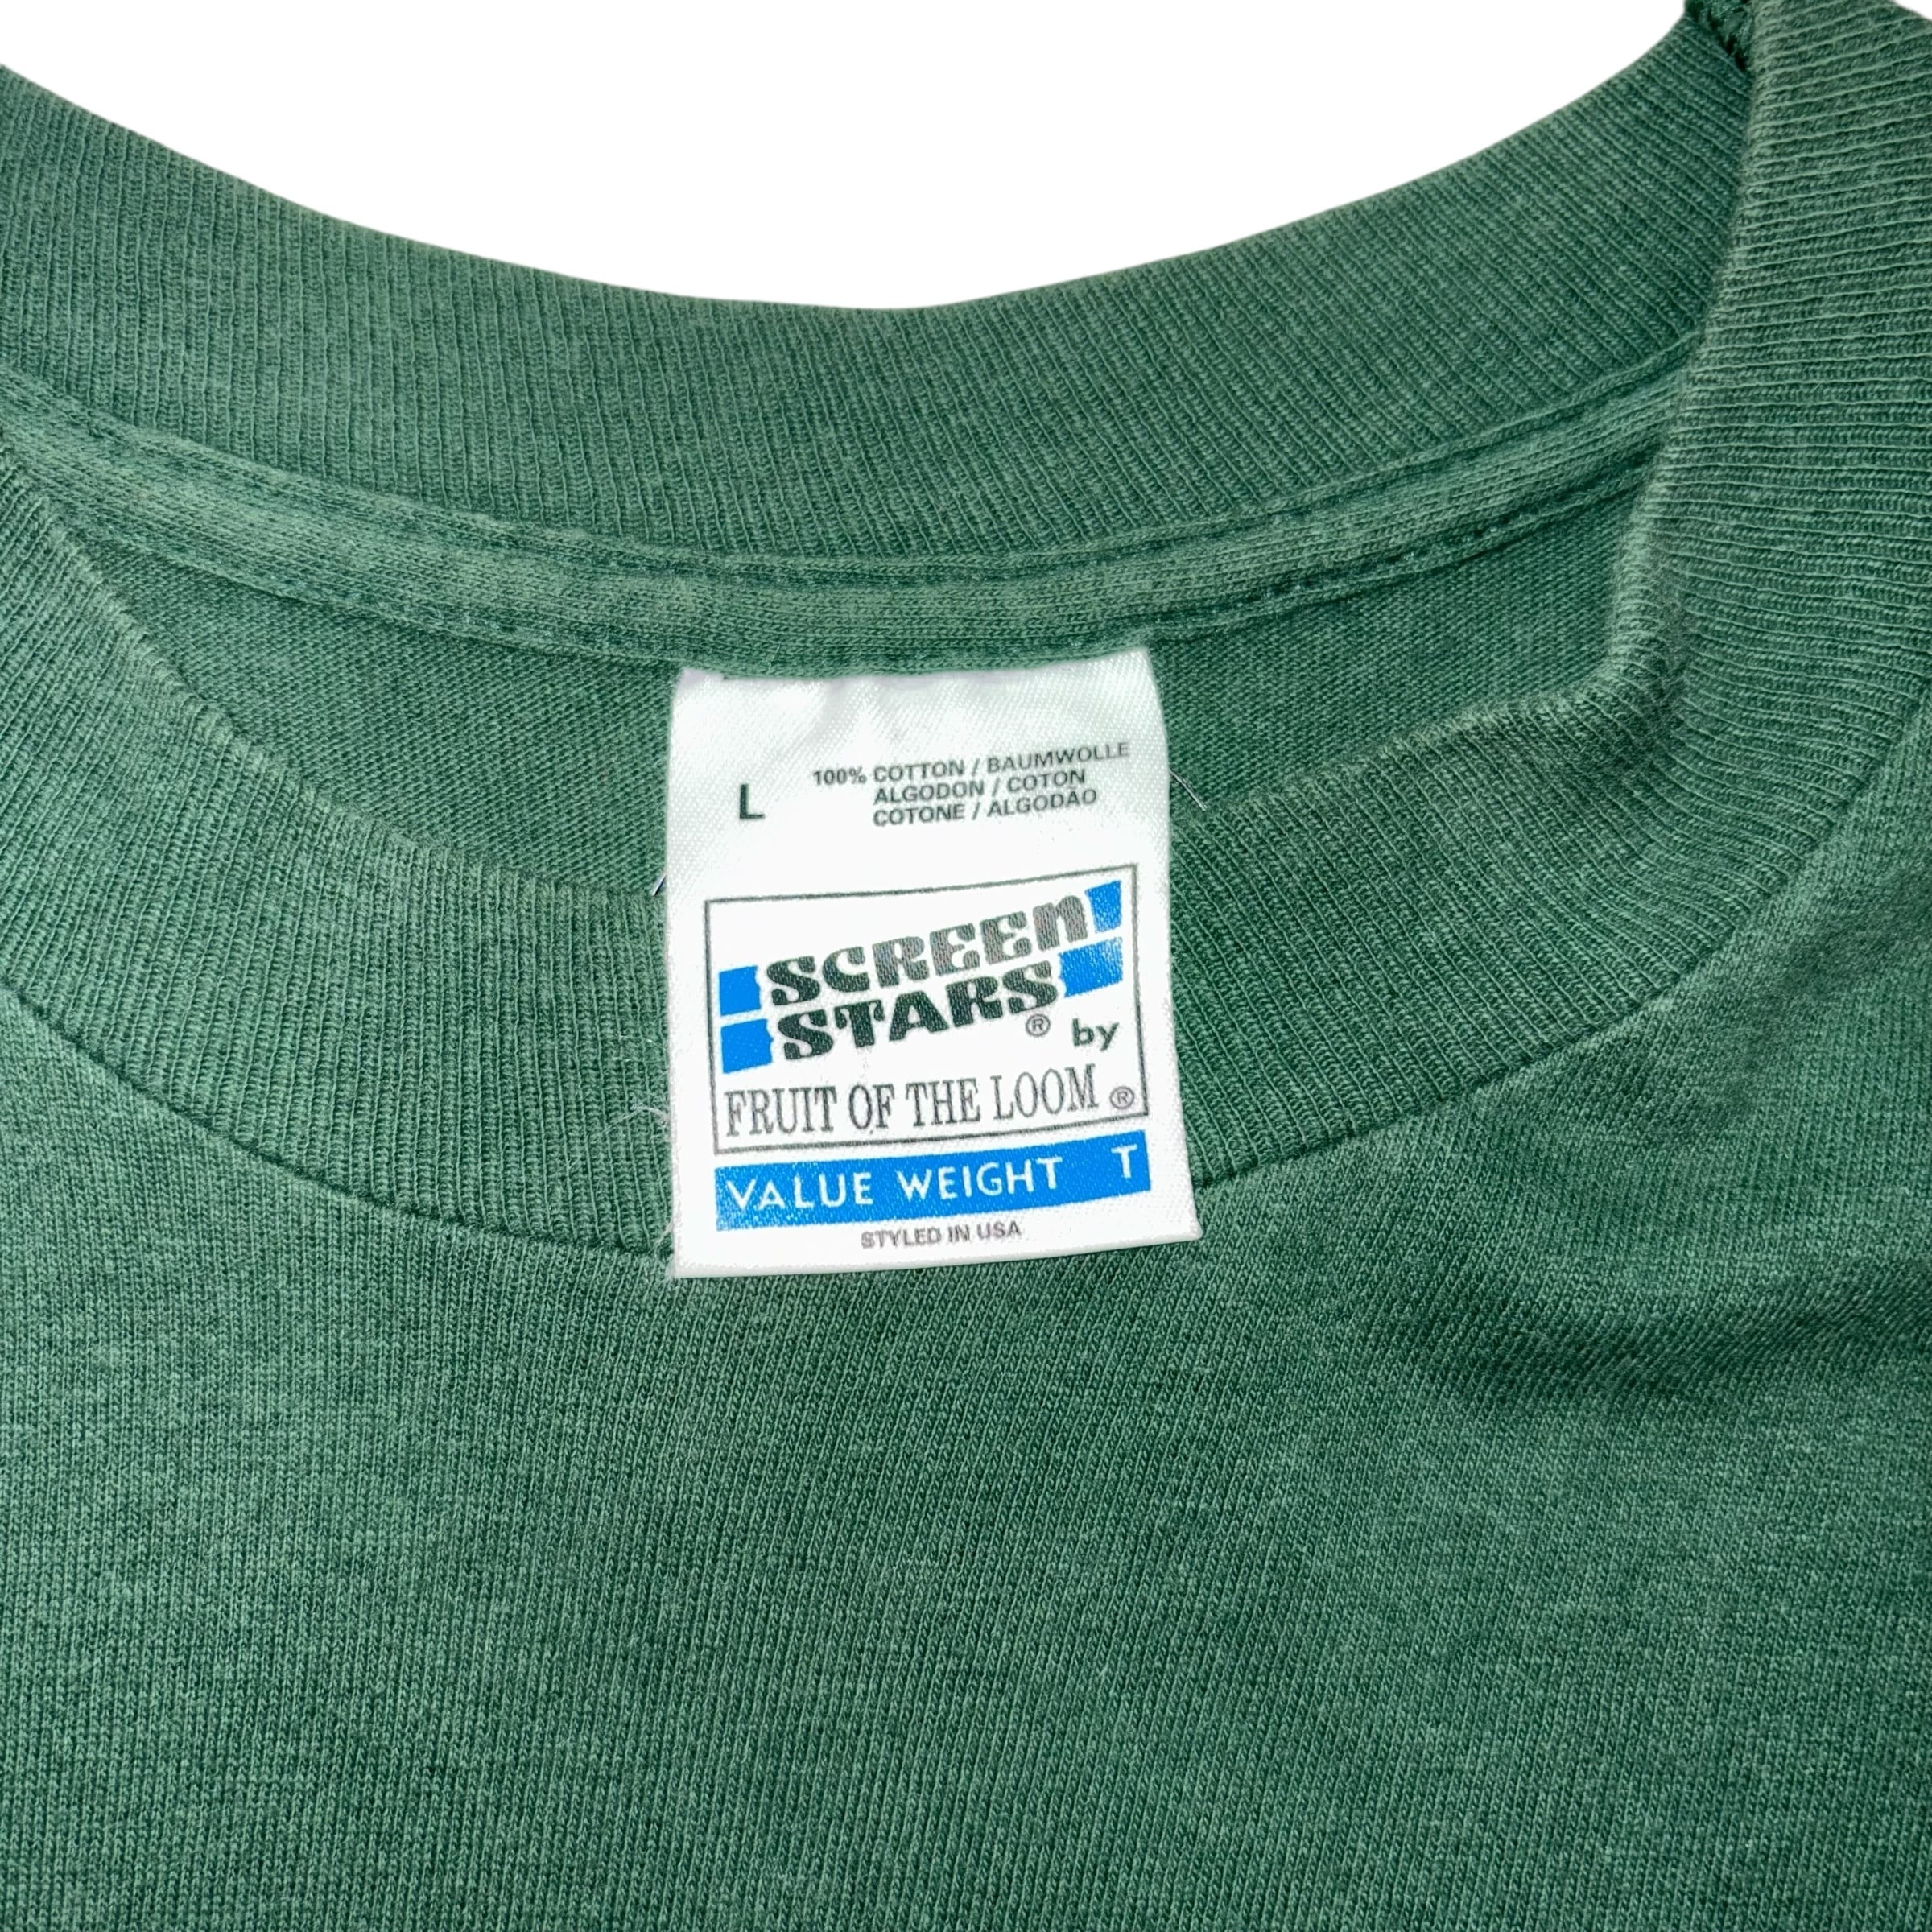 L
100% COTTON / BAUMWOLLE
ALGODON / COTON
COTONE / ALGODÃO
SCREEN
STARS® by
FRUIT OF THE LOOM®
VALUE WEIGHT T
STYLED IN USA